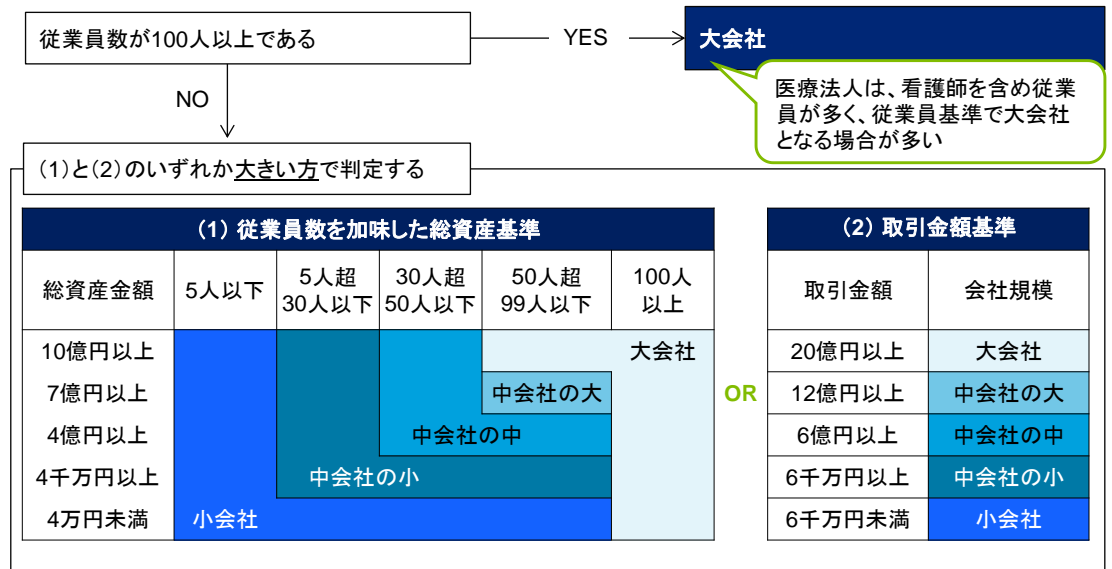 従業員数が100人以上である
YES
大会社
医療法人は、看護師を含め従業
員が多く、従業員基準で大会社
となる場合が多い
NO
(1)と(2)のいずれか大きい方で判定する
(1) 従業員数を加味した総資産基準
総資産金額 5人以下 5人超 30人以下 30人超 50人以下 50人超 99人以下 100人 以上
10億円以上 大会社
7億円以上 中会社の大
4億円以上 中会社の中
4千万円以上 中会社の小
4万円未満 小会社
OR
(2) 取引金額基準
取引金額 会社規模
20億円以上 大会社
12億円以上 中会社の大
6億円以上 中会社の中
6千万円以上 中会社の小
6千万円未満 小会社